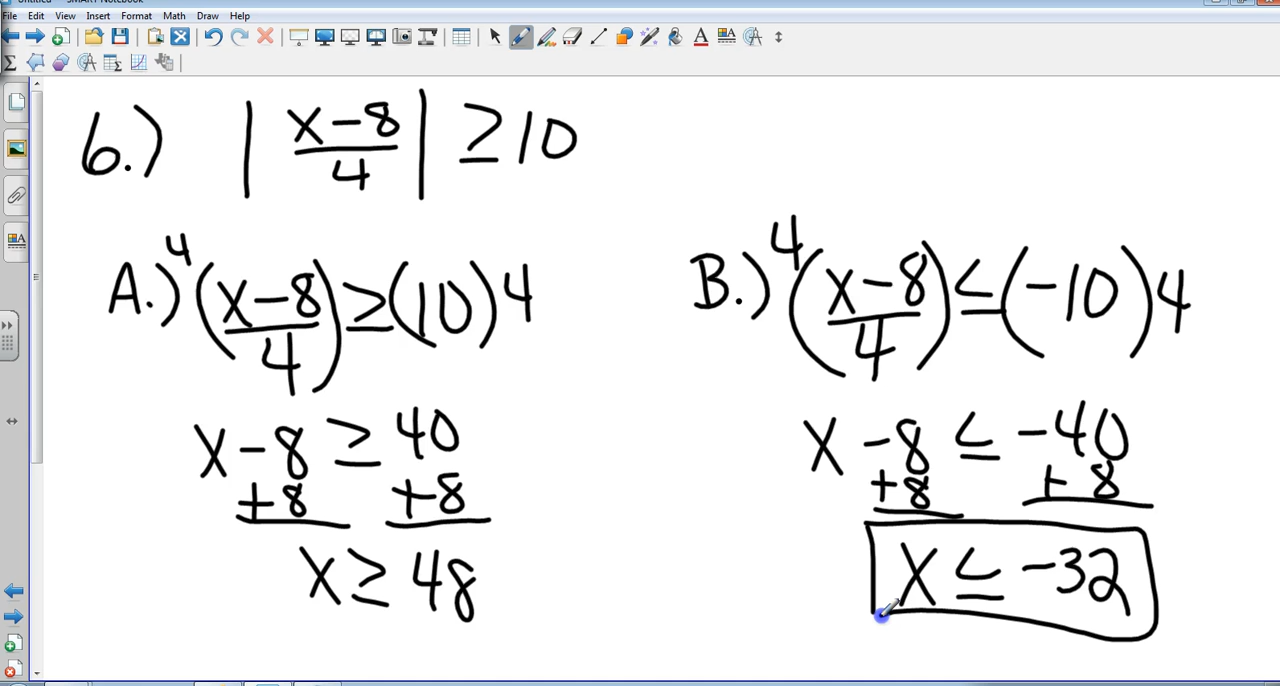 File Edit View Insert Format Math Draw Help
6.) | x-8/4 | ≥ 10
A.) 4(x-8/4) ≥ (10)4
x-8 ≥ 40
+8 +8
x ≥ 48
B.) 4(x-8/4) ≤ (-10)4
x-8 ≤ -40
+8 +8
x ≤ -32